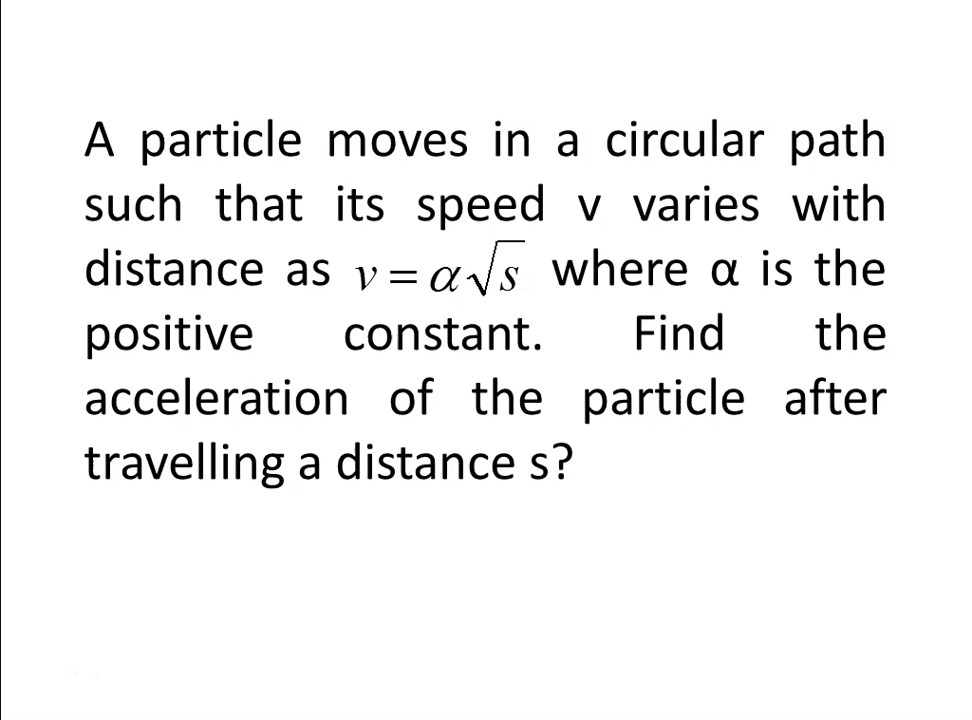 A particle moves in a circular path
such that its speed v varies with
distance as v = α√s where α is the
positive constant. Find the
acceleration of the particle after
travelling a distance s?